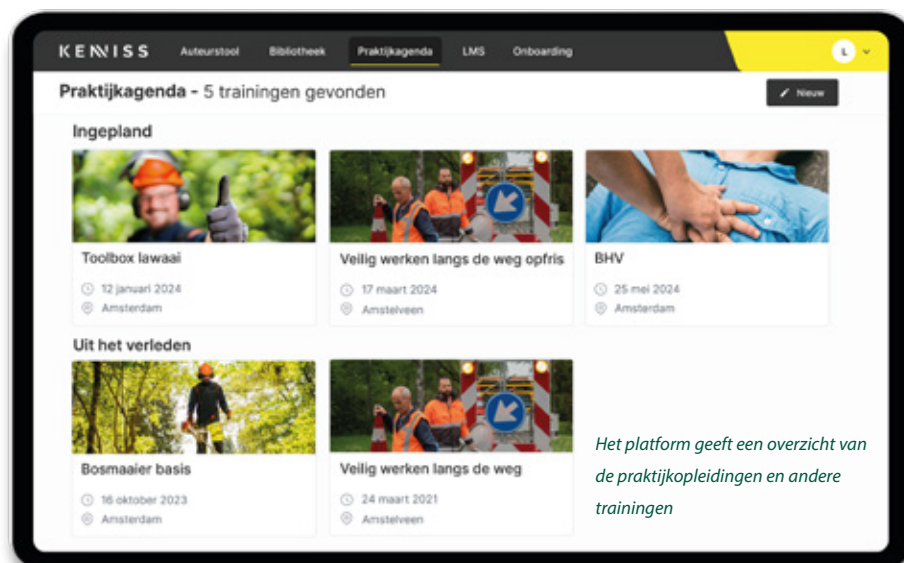 KENNISS Auteurstool Bibliotheek Praktijkagenda LMS Onboarding L
Praktijkagenda - 5 trainingen gevonden Nieuw
Ingepland
Toolbox lawaai
12 januari 2024
Amsterdam
Veilig werken langs de weg opfris
17 maart 2024
Amstelveen
BHV
25 mei 2024
Amsterdam
Uit het verleden
Bosmaaier basis
16 oktober 2023
Amsterdam
Veilig werken langs de weg
24 maart 2021
Amstelveen
Het platform geeft een overzicht van
de praktijkopleidingen en andere
trainingen